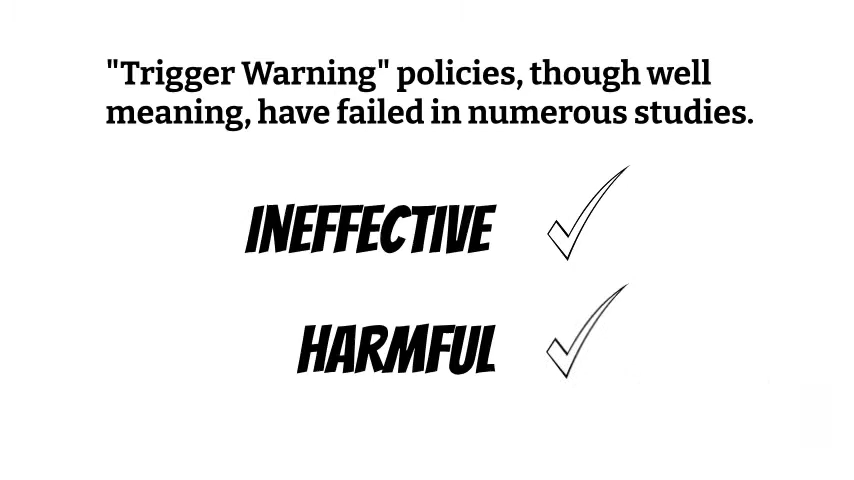 "Trigger Warning" policies, though well
meaning, have failed in numerous studies.
INEFFECTIVE
HARMFUL